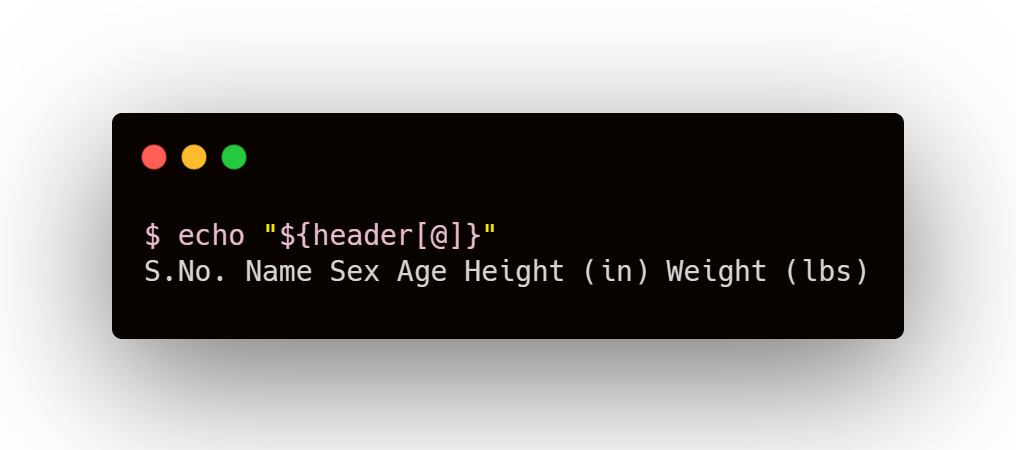 $ echo "${header[@]}"
S.No. Name Sex Age Height (in) Weight (lbs)